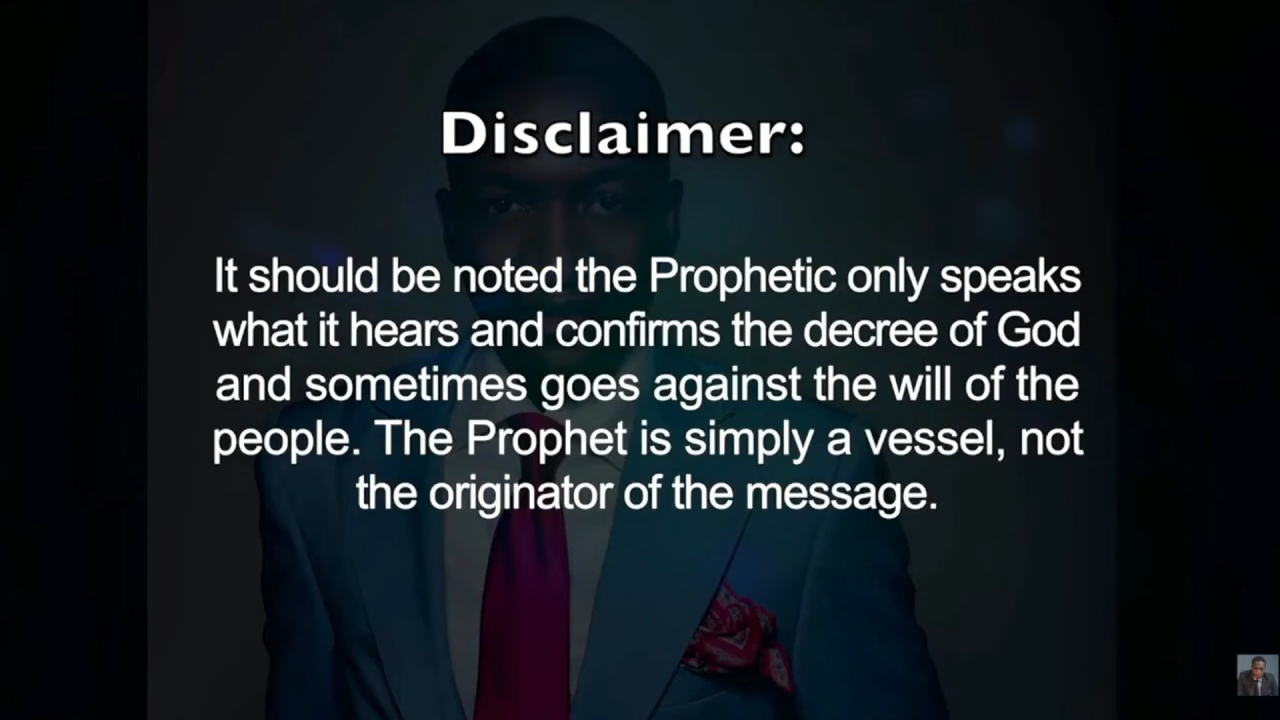 Disclaimer:
It should be noted the Prophetic only speaks
what it hears and confirms the decree of God
and sometimes goes against the will of the
people. The Prophet is simply a vessel, not
the originator of the message.